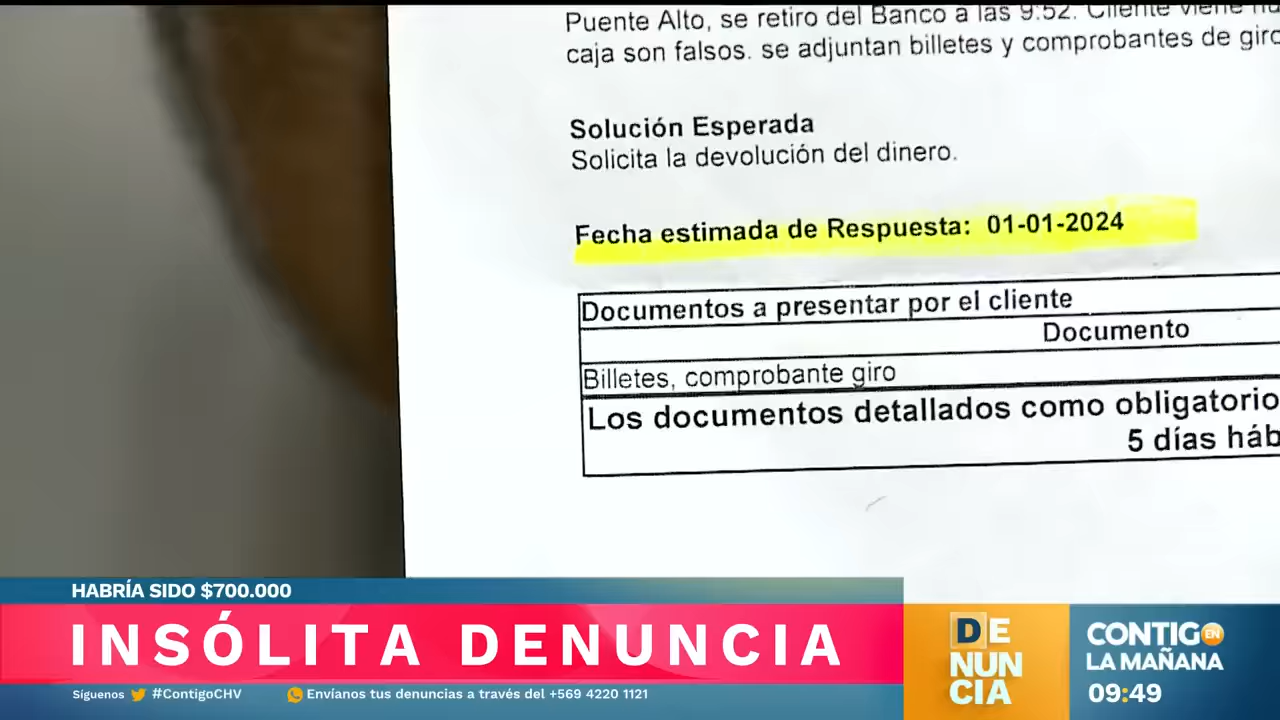 Puente Alto, se retiro del Banco a las 9:52. Cliente viene
caja son falsos. se adjuntan billetes y comprobantes de giro
Solución Esperada
Solicita la devolución del dinero.
Fecha estimada de Respuesta: 01-01-2024
Documentos a presentar por el cliente
Documento
Billetes, comprobante giro
Los documentos detallados como obligatorio
5 días háb
HABRÍA SIDO $700.000
INSÓLITA DENUNCIA
Síguenos #ContigoCHV Envíanos tus denuncias a través del +569 4220 1121
DE
NUN
CIA
CONTIGO EN
LA MAÑANA
09:49